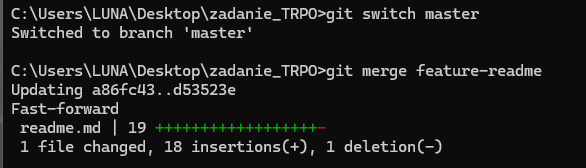 C:\Users\LUNA\Desktop\zadanie_TRPO>git switch master
Switched to branch 'master'
C:\Users\LUNA\Desktop\zadanie_TRPO>git merge feature-readme
Updating a86fc43..d53523e
Fast-forward
 readme.md | 19 ++++++++++++++++++-
 1 file changed, 18 insertions(+), 1 deletion(-)